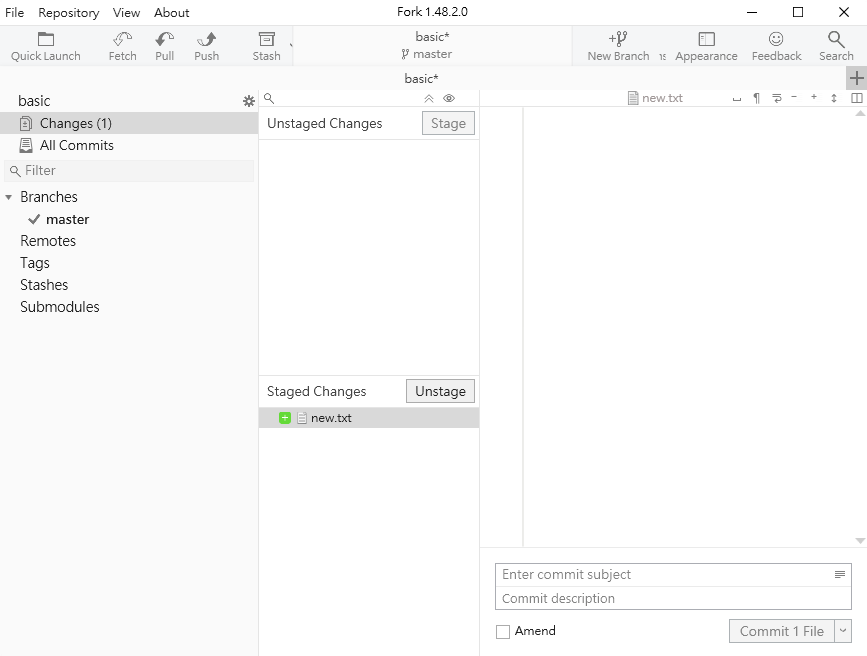 File Repository View About Fork 1.48.2.0
Quick Launch Fetch Pull Push Stash
basic*
master
New Branch Appearance Feedback Search
basic*
basic
Changes (1)
All Commits
Filter
Branches
master
Remotes
Tags
Stashes
Submodules
Unstaged Changes Stage
Staged Changes Unstage
new.txt
new.txt
Enter commit subject
Commit description
Amend Commit 1 File